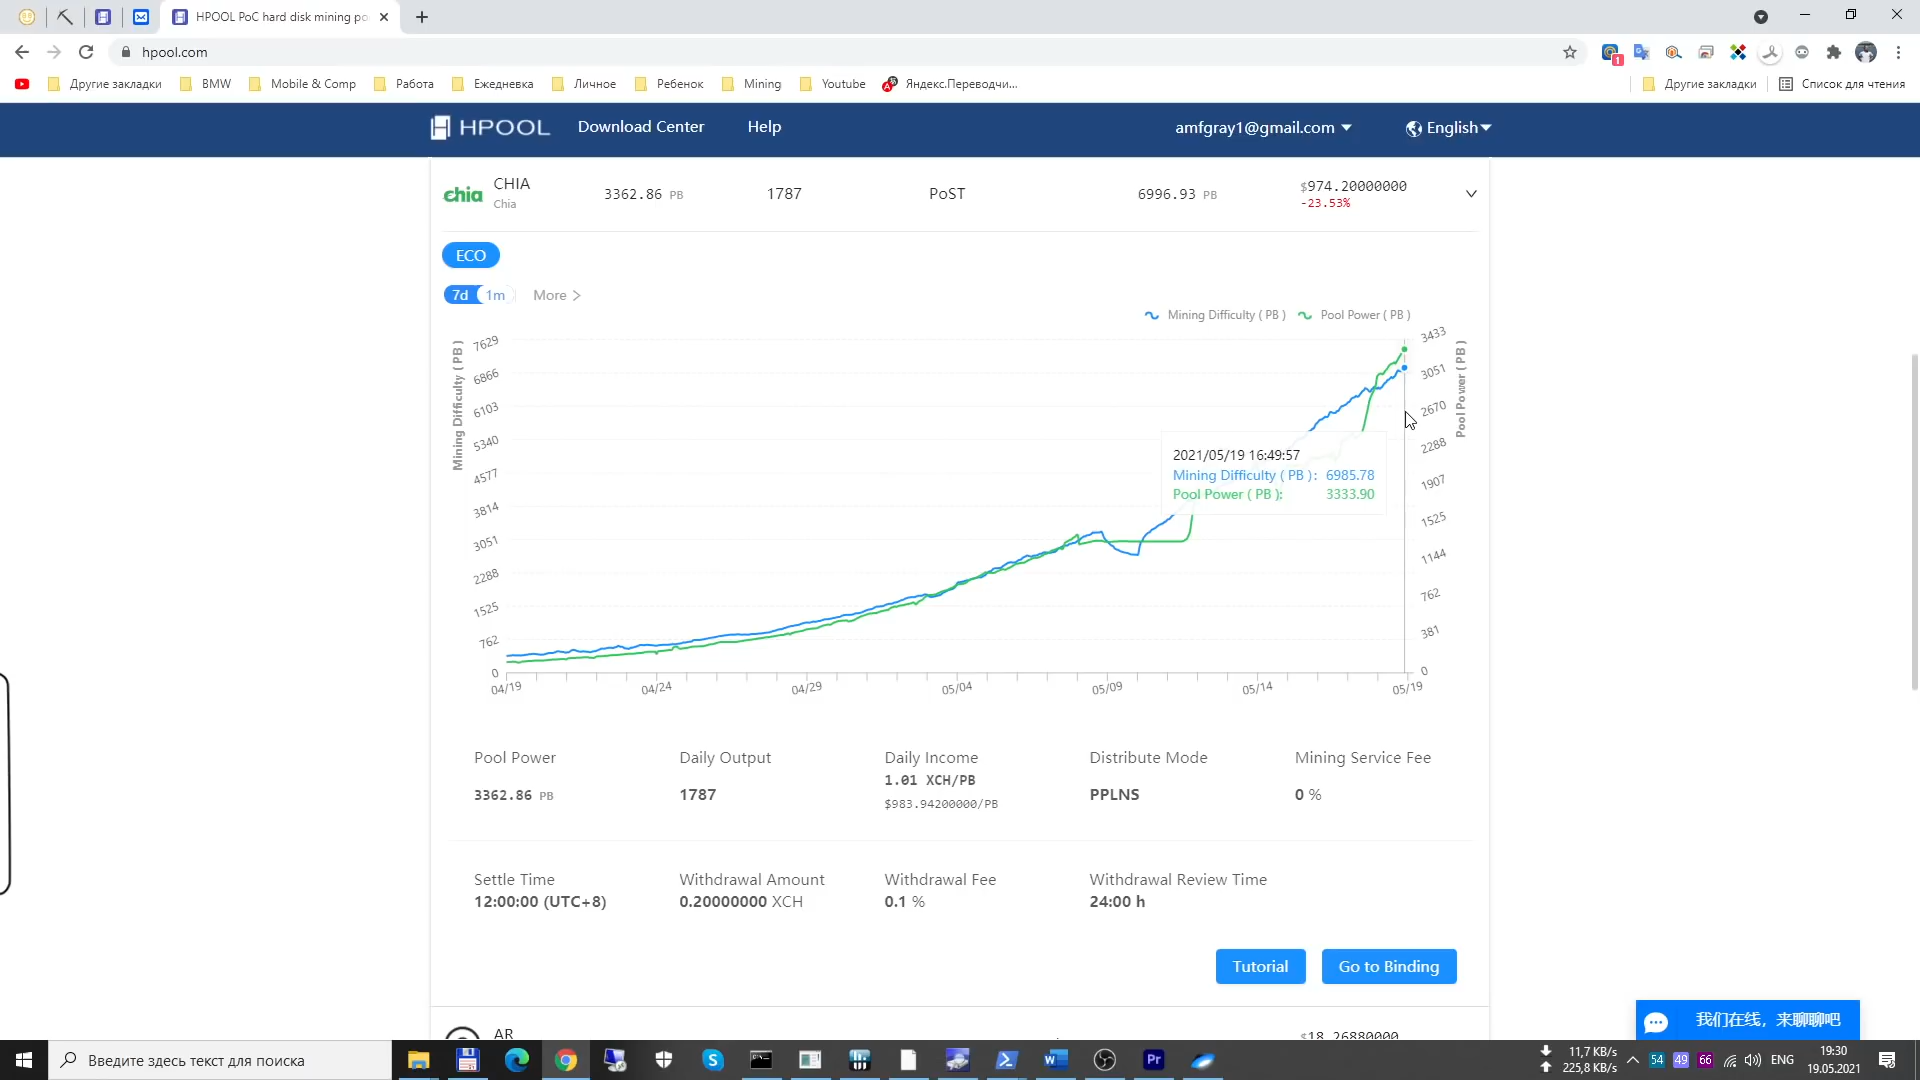 HPOOL PoC hard disk mining po
hpool.com
1
Другие закладки BMW Mobile & Comp Работа Ежедневка Личное Ребенок Mining Youtube Яндекс.Переводчи... Другие закладки Список для чтения
HPOOL Download Center Help amfgray1@gmail.com English
chia CHIA 3362.86 PB 1787 PoST 6996.93 PB $974.20000000
Chia -23.53%
ECO
7d 1m More >
Mining Difficulty ( PB ) Pool Power ( PB )
Mining Difficulty ( PB )
7629
6866
6103
5340
4577
3814
3051
2288
1525
762
0
3433
3051
2670
2288
1907
1525
1144
762
381
0
Pool Power ( PB )
2021/05/19 16:49:57
Mining Difficulty ( PB ): 6985.78
Pool Power ( PB ): 3333.90
04/19 04/24 04/29 05/04 05/09 05/14 05/19
Pool Power Daily Output Daily Income Distribute Mode Mining Service Fee
1.01 XCH/PB
3362.86 PB 1787 PPLNS 0 %
$983.94200000/PB
Settle Time Withdrawal Amount Withdrawal Fee Withdrawal Review Time
12:00:00 (UTC+8) 0.20000000 XCH 0.1 % 24:00 h
Tutorial Go to Binding
AR $18.26880000
我们在线，来聊聊吧
Введите здесь текст для поиска
11,7 KB/s
225,8 KB/s
54 49 66 ENG
19:30
19.05.2021